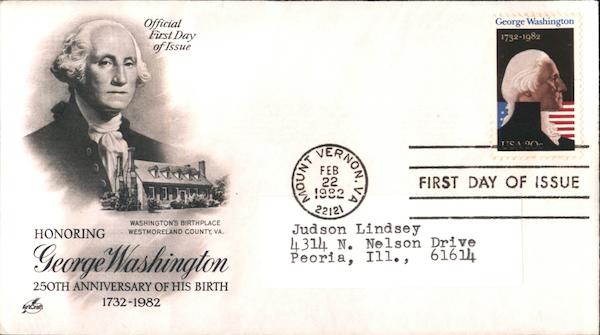 Official
First Day
of Issue
George Washington
1732-1982
USA 20c
MOUNT VERNON, VA
FEB
22
1982
22121
FIRST DAY OF ISSUE
WASHINGTON'S BIRTHPLACE
WESTMORELAND COUNTY, VA.
HONORING
George Washington
250TH ANNIVERSARY OF HIS BIRTH
1732-1982
ArtCraft
Judson Lindsey
4314 N. Nelson Drive
Peoria, Ill., 61614